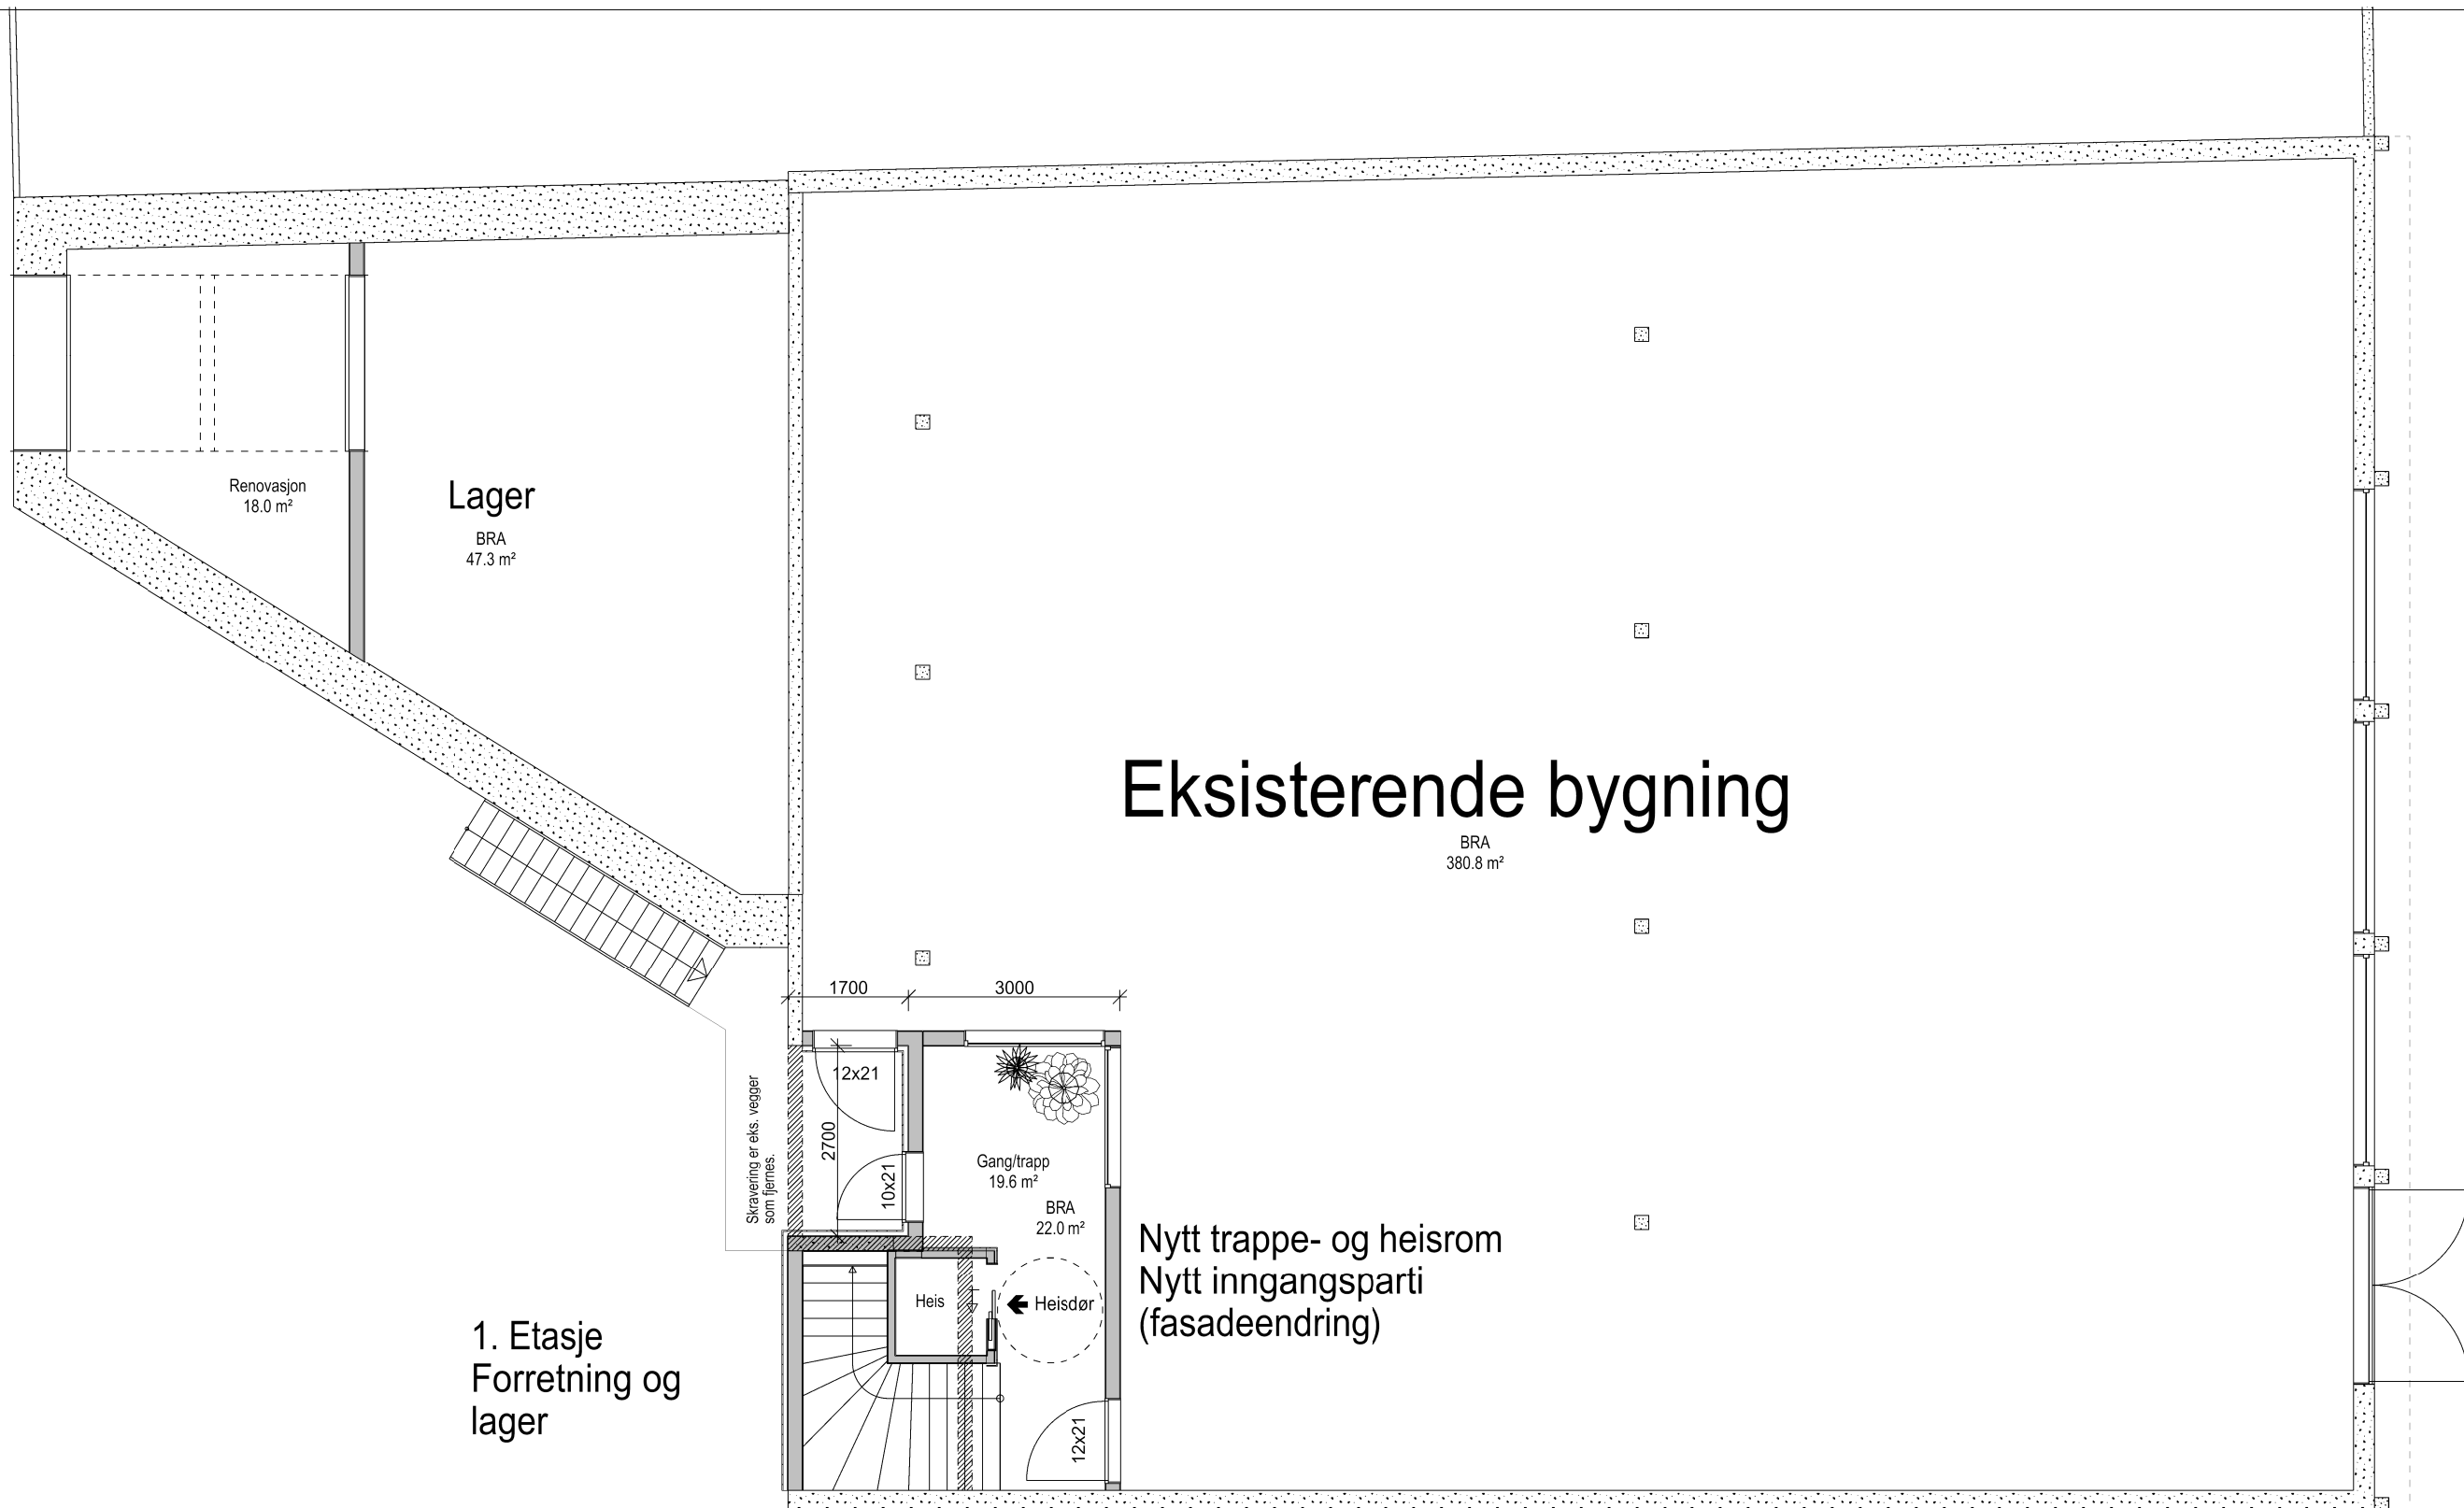 Renovasjon
18.0 m²
Lager
BRA
47.3 m²
Eksisterende bygning
BRA
380.8 m²
1700
3000
12x21
2700
10x21
Skravering er eks. vegger
som fjernes.
Gang/trapp
19.6 m²
BRA
22.0 m²
Nytt trappe- og heisrom
Nytt inngangsparti
(fasadeendring)
Heis
Heisdør
12x21
1. Etasje
Forretning og
lager